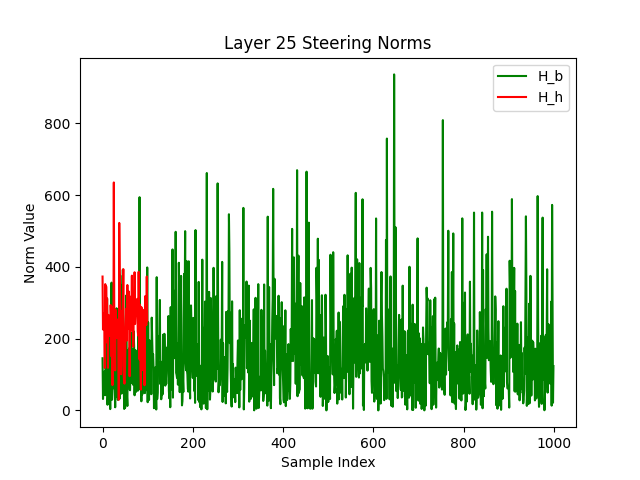 Layer 25 Steering Norms
H_b
H_h
Norm Value
800
600
400
200
0
0 200 400 600 800 1000
Sample Index